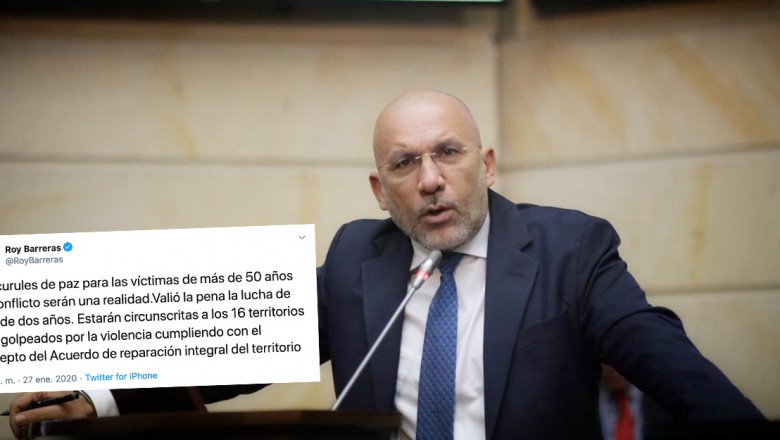 Roy Barreras
@RoyBarreras
curules de paz para las víctimas de más de 50 años
onflicto serán una realidad.Valió la pena la lucha de
de dos años. Estarán circunscritas a los 16 territorios
golpeados por la violencia cumpliendo con el
epto del Acuerdo de reparación integral del territorio
. m. · 27 ene. 2020 · Twitter for iPhone